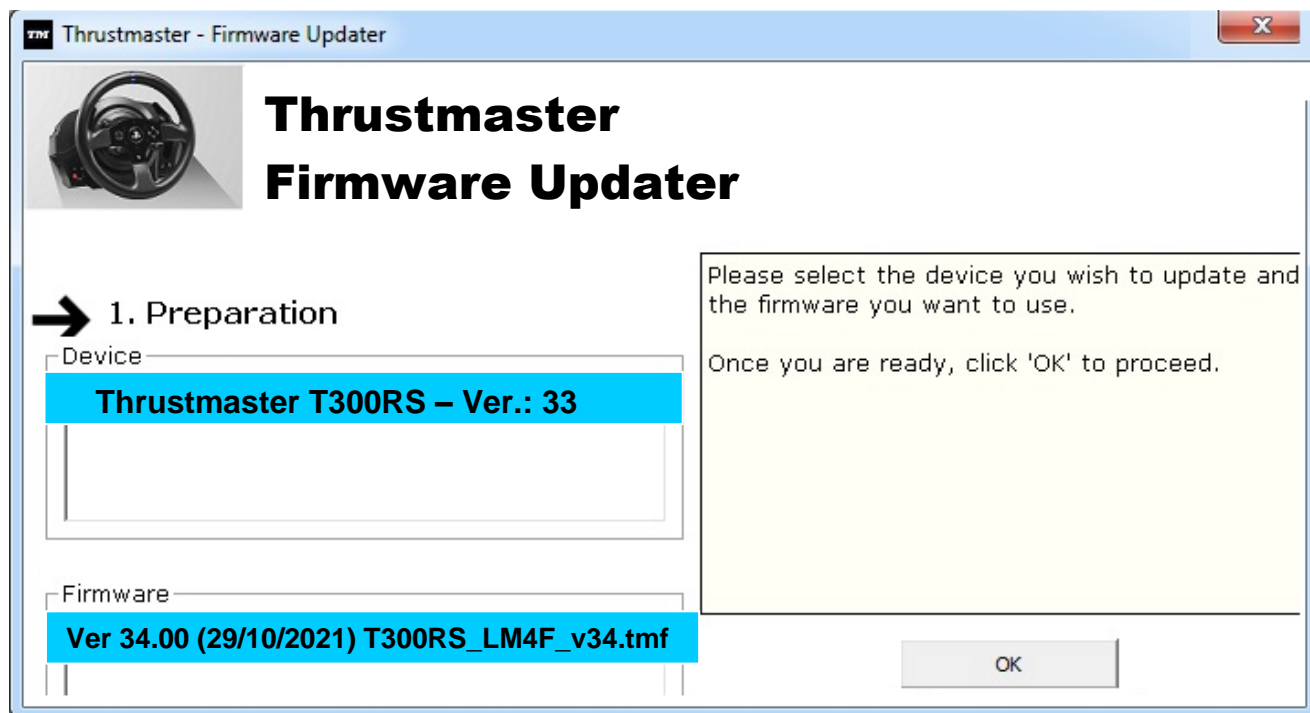 TM Thrustmaster - Firmware Updater
X
Thrustmaster
Firmware Updater
1. Preparation
Device
Thrustmaster T300RS – Ver.: 33
Please select the device you wish to update and
the firmware you want to use.
Once you are ready, click 'OK' to proceed.
Firmware
Ver 34.00 (29/10/2021) T300RS_LM4F_v34.tmf
OK